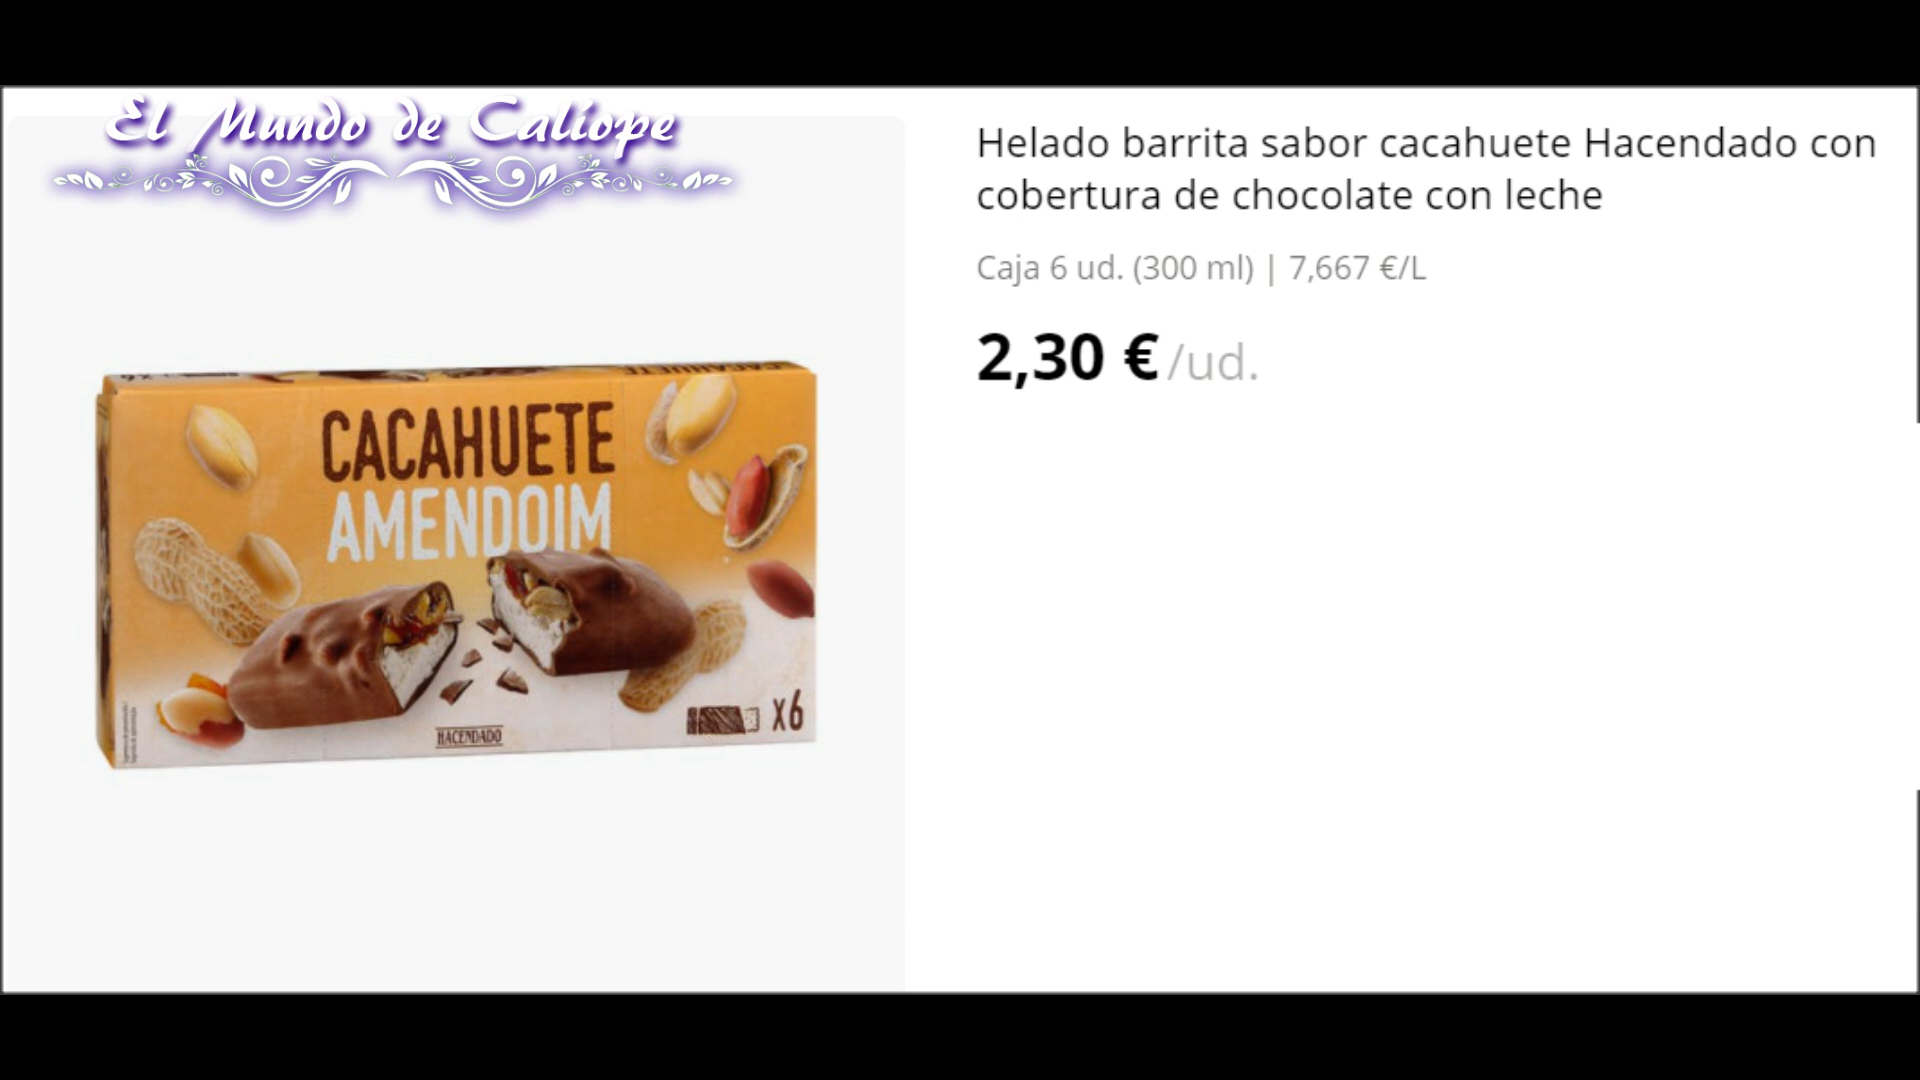 El Mundo de Calíope
Helado barrita sabor cacahuete Hacendado con
cobertura de chocolate con leche
Caja 6 ud. (300 ml) | 7,667 €/L
2,30 € /ud.
CACAHUETE
CACAHUETE
AMENDOIM
HACENDADO
X6